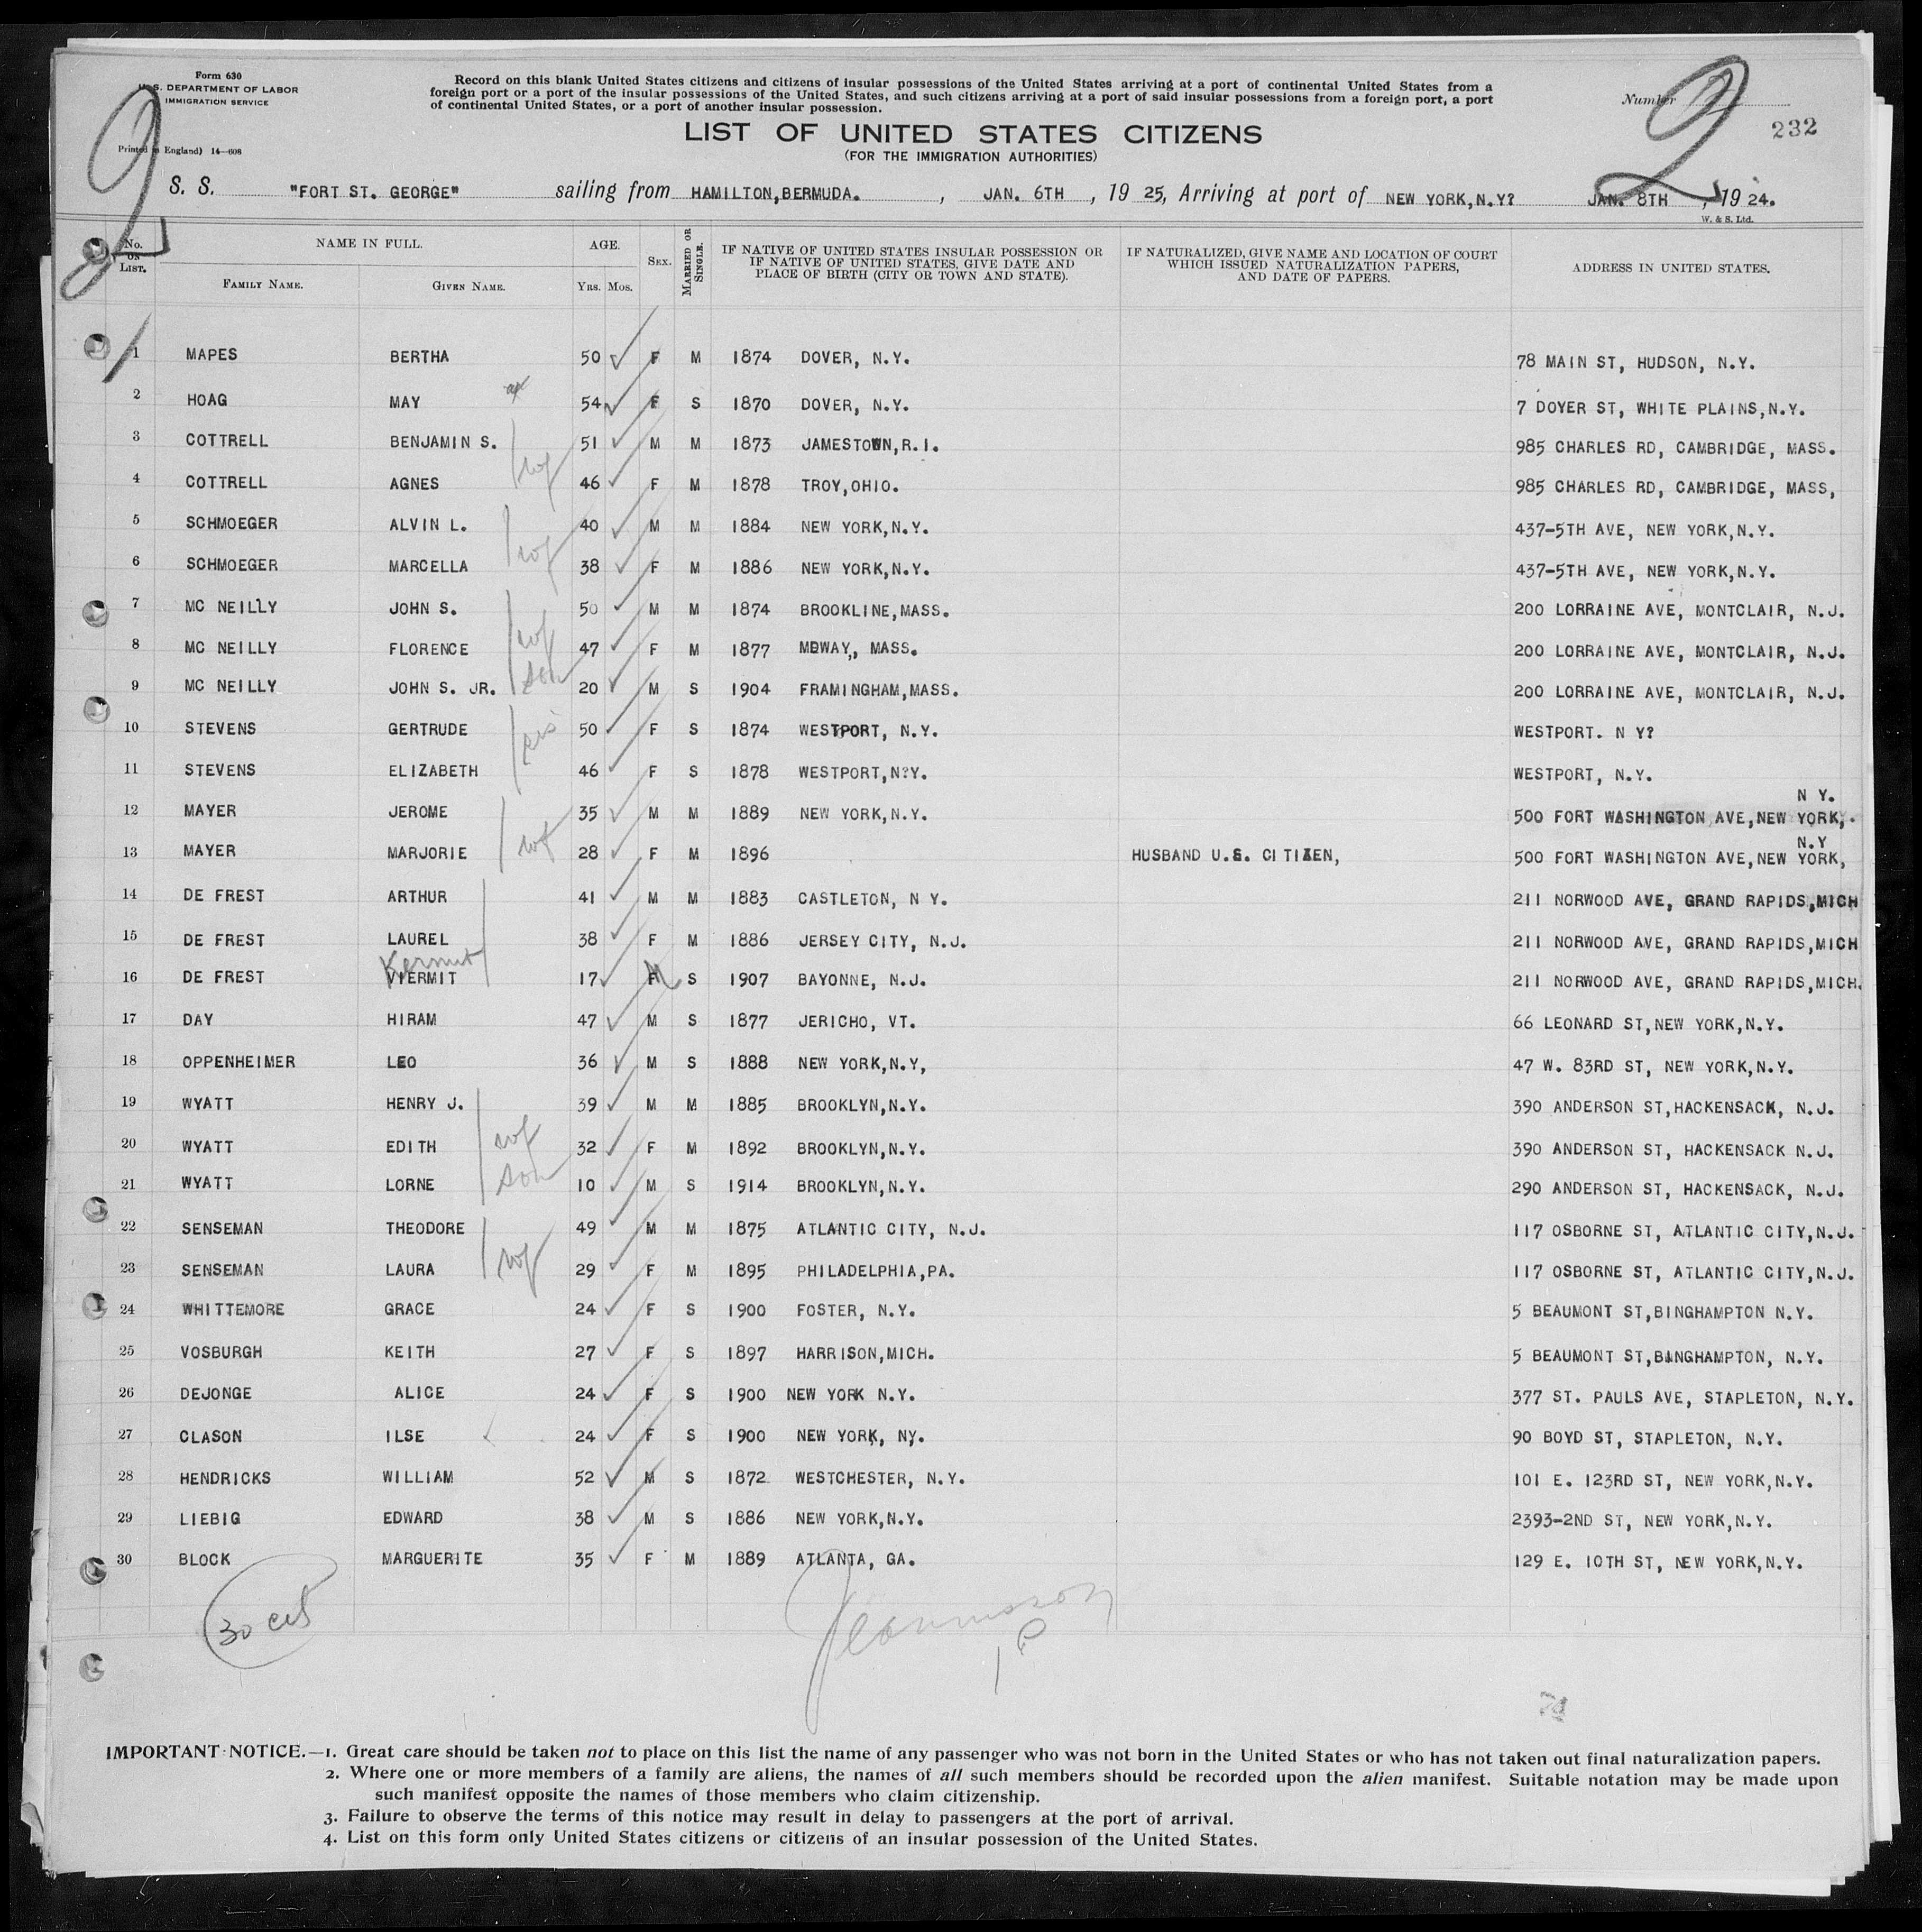 Form 630
U. S. DEPARTMENT OF LABOR
IMMIGRATION SERVICE
Record on this blank United States citizens and citizens of insular possessions of the United States arriving at a port of continental United States from a
foreign port or a port of the insular possessions of the United States, and such citizens arriving at a port of said insular possessions from a foreign port, a port
of continental United States, or a port of another insular possession.
Number 2
232
2
LIST OF UNITED STATES CITIZENS
(FOR THE IMMIGRATION AUTHORITIES)
Printed in England) 14—608
S. S. "FORT ST. GEORGE" sailing from HAMILTON,BERMUDA. , JAN. 6TH , 19 25, Arriving at port of NEW YORK,N.Y? JAN. 8TH , 19 24.
W. & S. Ltd.
No. ON LIST. NAME IN FULL. FAMILY NAME. GIVEN NAME. AGE. YRS. MOS. SEX. MARRIED OR SINGLE. IF NATIVE OF UNITED STATES INSULAR POSSESSION OR IF NATIVE OF UNITED STATES, GIVE DATE AND PLACE OF BIRTH (CITY OR TOWN AND STATE). IF NATURALIZED, GIVE NAME AND LOCATION OF COURT WHICH ISSUED NATURALIZATION PAPERS, AND DATE OF PAPERS. ADDRESS IN UNITED STATES.
1 MAPES BERTHA 50 F M 1874 DOVER, N.Y. 78 MAIN ST, HUDSON, N.Y.
2 HOAG MAY 54 F S 1870 DOVER, N.Y. 7 DOYER ST, WHITE PLAINS,N.Y.
3 COTTRELL BENJAMIN S. 51 M M 1873 JAMESTOWN,R.I. 985 CHARLES RD, CAMBRIDGE, MASS.
wf
4 COTTRELL AGNES 46 F M 1878 TROY,OHIO. 985 CHARLES RD, CAMBRIDGE, MASS,
5 SCHMOEGER ALVIN L. 40 M M 1884 NEW YORK,N.Y. 437-5TH AVE, NEW YORK,N.Y.
wf
6 SCHMOEGER MARCELLA 38 F M 1886 NEW YORK,N.Y. 437-5TH AVE, NEW YORK,N.Y.
7 MC NEILLY JOHN S. 50 M M 1874 BROOKLINE,MASS. 200 LORRAINE AVE, MONTCLAIR, N.J.
8 MC NEILLY FLORENCE wf 47 F M 1877 MDWAY, MASS. 200 LORRAINE AVE, MONTCLAIR, N.J.
9 MC NEILLY JOHN S. JR. son 20 M S 1904 FRAMINGHAM,MASS. 200 LORRAINE AVE, MONTCLAIR, N.J.
10 STEVENS GERTRUDE 50 F S 1874 WESTPORT, N.Y. WESTPORT. N Y?
sis
11 STEVENS ELIZABETH 46 F S 1878 WESTPORT,N?Y. WESTPORT, N.Y.
N Y.
12 MAYER JEROME 35 M M 1889 NEW YORK,N.Y. 500 FORT WASHINGTON AVE,NEW YORK,
wf
N.Y
13 MAYER MARJORIE 28 F M 1896 HUSBAND U.S. CITIZEN, 500 FORT WASHINGTON AVE,NEW YORK,
14 DE FREST ARTHUR 41 M M 1883 CASTLETON, N Y. 211 NORWOOD AVE, GRAND RAPIDS,MICH
15 DE FREST LAUREL 38 F M 1886 JERSEY CITY, N.J. 211 NORWOOD AVE, GRAND RAPIDS,MICH
Kermit
16 DE FREST VIERMIT 17 M S 1907 BAYONNE, N.J. 211 NORWOOD AVE, GRAND RAPIDS,MICH.
17 DAY HIRAM 47 M S 1877 JERICHO, VT. 66 LEONARD ST,NEW YORK,N.Y.
18 OPPENHEIMER LEO 36 M S 1888 NEW YORK,N.Y, 47 W. 83RD ST, NEW YORK,N.Y.
19 WYATT HENRY J. 39 M M 1885 BROOKLYN,N.Y. 390 ANDERSON ST,HACKENSACK, N.J.
20 WYATT EDITH wf 32 F M 1892 BROOKLYN,N.Y. 390 ANDERSON ST, HACKENSACK N.J.
21 WYATT LORNE son 10 M S 1914 BROOKLYN,N.Y. 290 ANDERSON ST, HACKENSACK, N.J.
22 SENSEMAN THEODORE 49 M M 1875 ATLANTIC CITY, N.J. 117 OSBORNE ST, ATLANTIC CITY,N.J.
wf
23 SENSEMAN LAURA 29 F M 1895 PHILADELPHIA,PA. 117 OSBORNE ST, ATLANTIC CITY,N.J.
24 WHITTEMORE GRACE 24 F S 1900 FOSTER, N.Y. 5 BEAUMONT ST,BINGHAMPTON N.Y.
25 VOSBURGH KEITH 27 F S 1897 HARRISON,MICH. 5 BEAUMONT ST,BINGHAMPTON, N.Y.
26 DEJONGE ALICE 24 F S 1900 NEW YORK N.Y. 377 ST. PAULS AVE, STAPLETON, N.Y.
27 CLASON ILSE 24 F S 1900 NEW YORK, NY. 90 BOYD ST, STAPLETON, N.Y.
28 HENDRICKS WILLIAM 52 M S 1872 WESTCHESTER, N.Y. 101 E. 123RD ST, NEW YORK,N.Y.
29 LIEBIG EDWARD 38 M S 1886 NEW YORK,N.Y. 2393-2ND ST, NEW YORK,N.Y.
30 BLOCK MARGUERITE 35 F M 1889 ATLANTA, GA. 129 E. 10TH ST, NEW YORK,N.Y.
30 cit
IMPORTANT NOTICE.—1. Great care should be taken not to place on this list the name of any passenger who was not born in the United States or who has not taken out final naturalization papers.
2. Where one or more members of a family are aliens, the names of all such members should be recorded upon the alien manifest. Suitable notation may be made upon
such manifest opposite the names of those members who claim citizenship.
3. Failure to observe the terms of this notice may result in delay to passengers at the port of arrival.
4. List on this form only United States citizens or citizens of an insular possession of the United States.